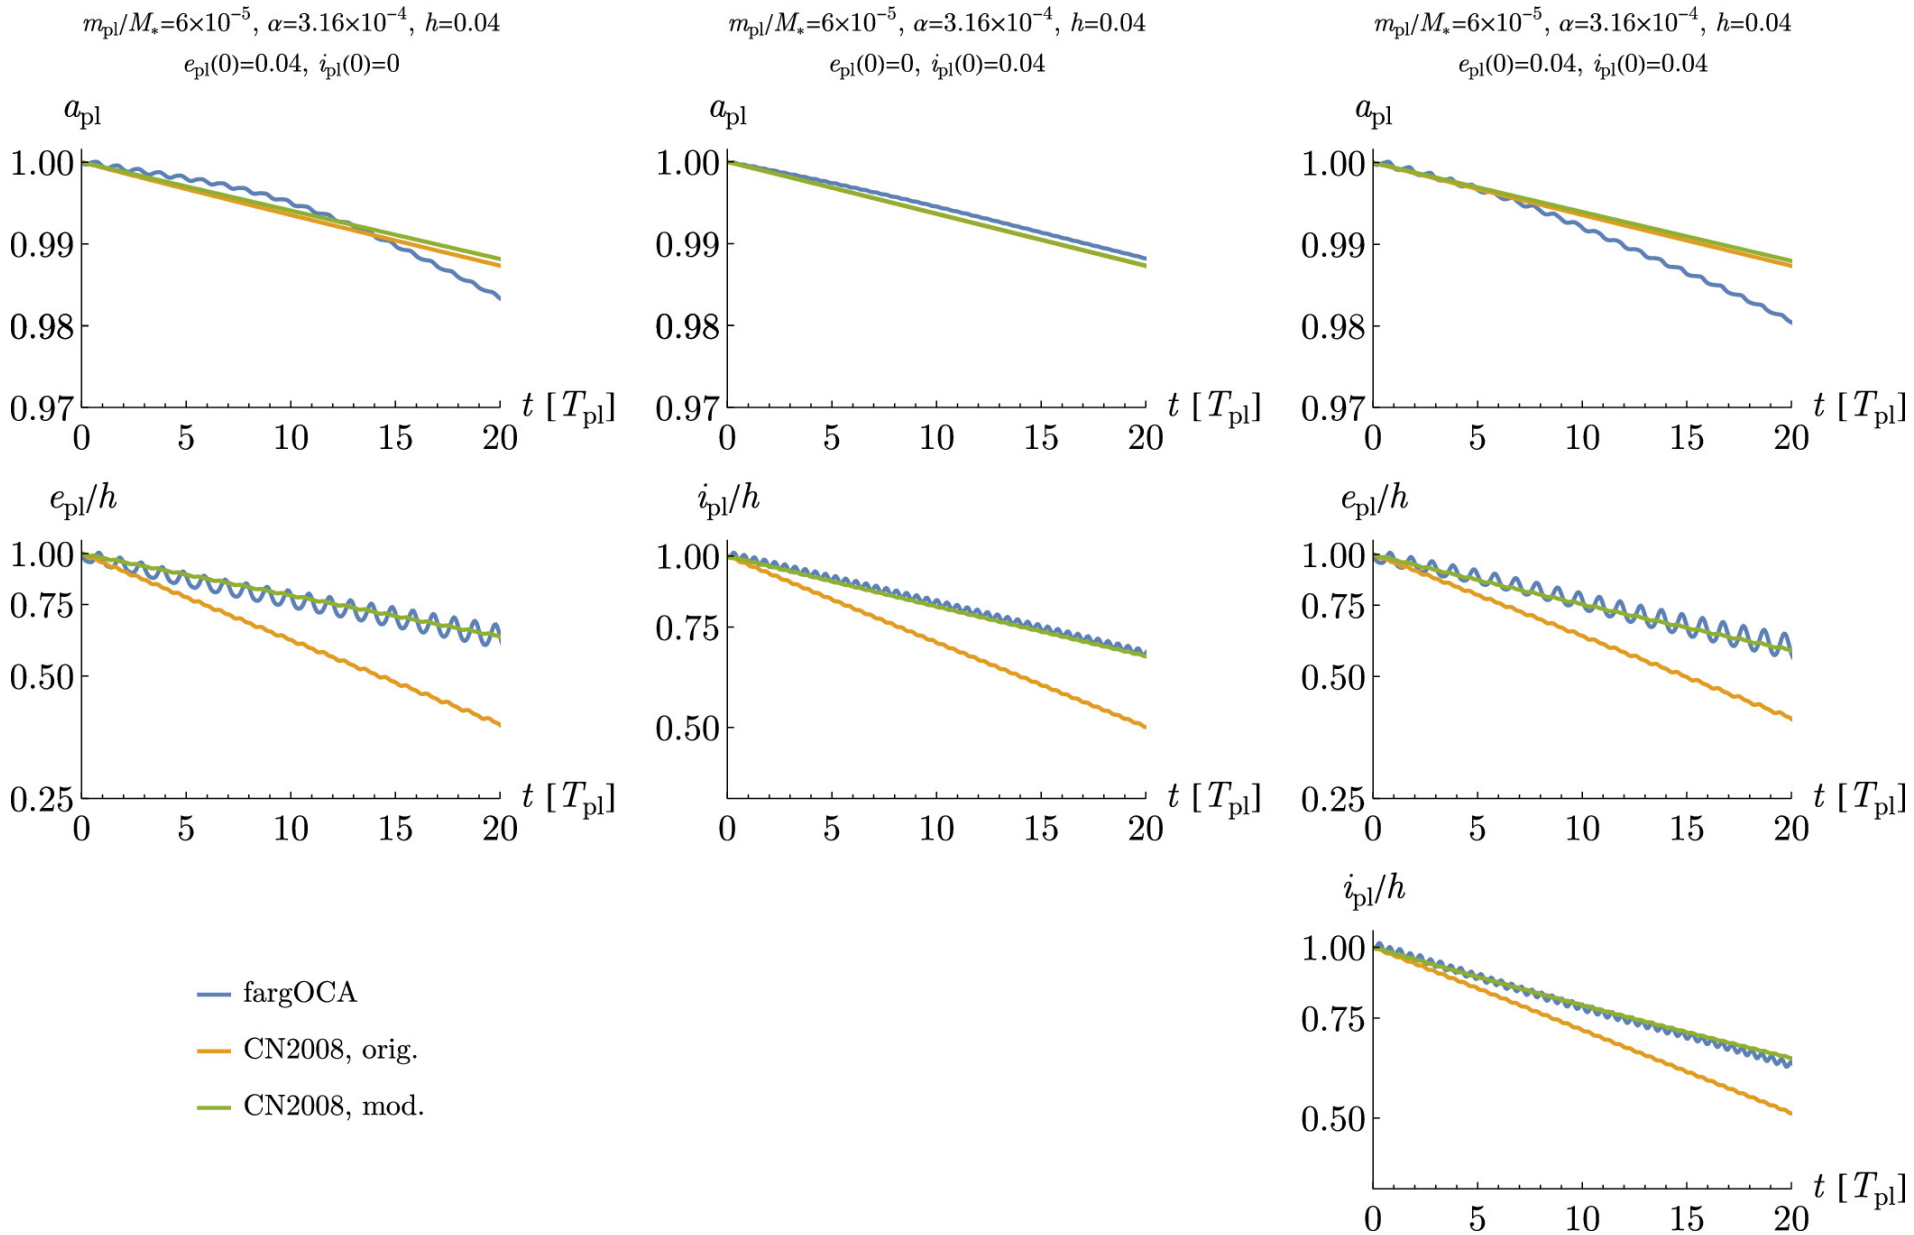 m_pl/M_*=6×10^−5, α=3.16×10^−4, h=0.04
e_pl(0)=0.04, i_pl(0)=0
a_pl
1.00
0.99
0.98
0.97
0 5 10 15 20
t [T_pl]
e_pl/h
1.00
0.75
0.50
0.25
0 5 10 15 20
t [T_pl]
m_pl/M_*=6×10^−5, α=3.16×10^−4, h=0.04
e_pl(0)=0, i_pl(0)=0.04
a_pl
1.00
0.99
0.98
0.97
0 5 10 15 20
t [T_pl]
i_pl/h
1.00
0.75
0.50
0 5 10 15 20
t [T_pl]
m_pl/M_*=6×10^−5, α=3.16×10^−4, h=0.04
e_pl(0)=0.04, i_pl(0)=0.04
a_pl
1.00
0.99
0.98
0.97
0 5 10 15 20
t [T_pl]
e_pl/h
1.00
0.75
0.50
0.25
0 5 10 15 20
t [T_pl]
i_pl/h
1.00
0.75
0.50
0 5 10 15 20
t [T_pl]
fargOCA
CN2008, orig.
CN2008, mod.